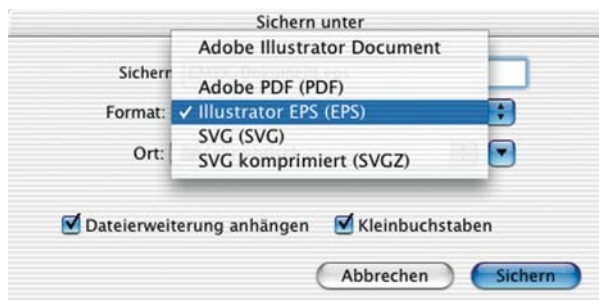 Sichern unter
Adobe Illustrator Document
Sichern
Adobe PDF (PDF)
Format: ✓ Illustrator EPS (EPS)
SVG (SVG)
Ort:
SVG komprimiert (SVGZ)
Dateierweiterung anhängen Kleinbuchstaben
Abbrechen Sichern